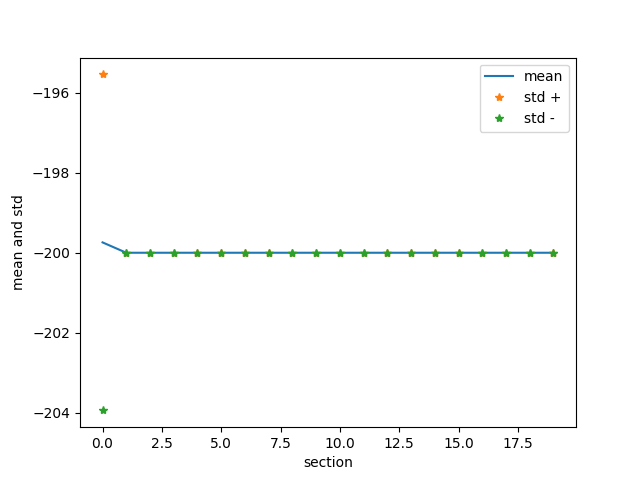 mean
std +
std -
−196
−198
−200
−202
−204
mean and std
0.0 2.5 5.0 7.5 10.0 12.5 15.0 17.5
section